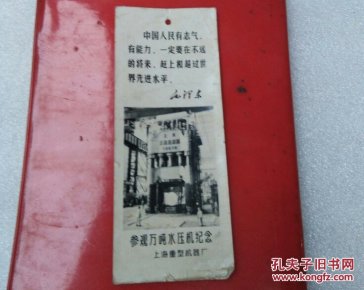 中国人民有志气，
有能力，一定要在不远
的将来，赶上和超过世
界先进水平。
毛泽东
参观万吨水压机纪念
上海重型机器厂
孔夫子旧书网